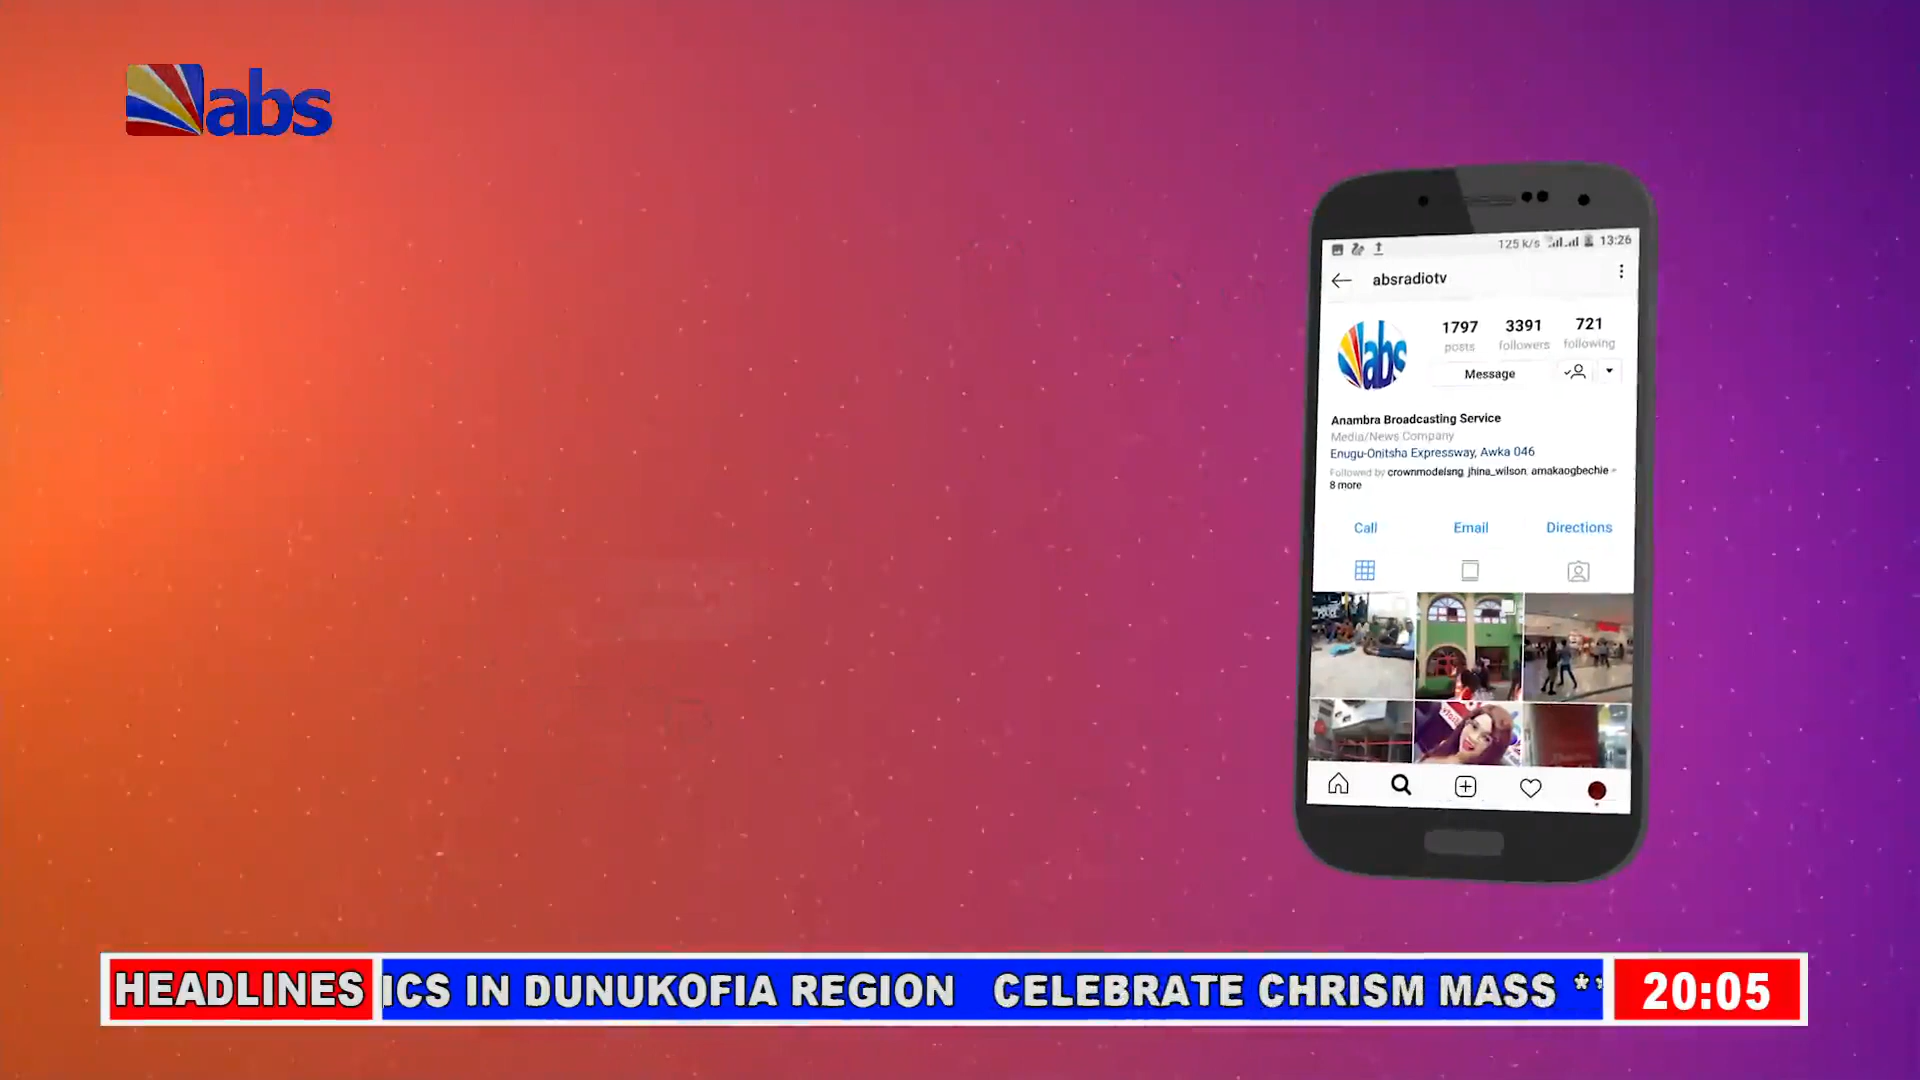 abs
125 k/s 13:26
absradiotv
1797 3391 721
posts followers following
abs
Message
Anambra Broadcasting Service
Media/News Company
Enugu-Onitsha Expressway, Awka 046
Followed by crownmodelsng, jhina_wilson, amakaogbechie +
8 more
Call Email Directions
POLICE
HEADLINES ICS IN DUNUKOFIA REGION CELEBRATE CHRISM MASS ** 20:05